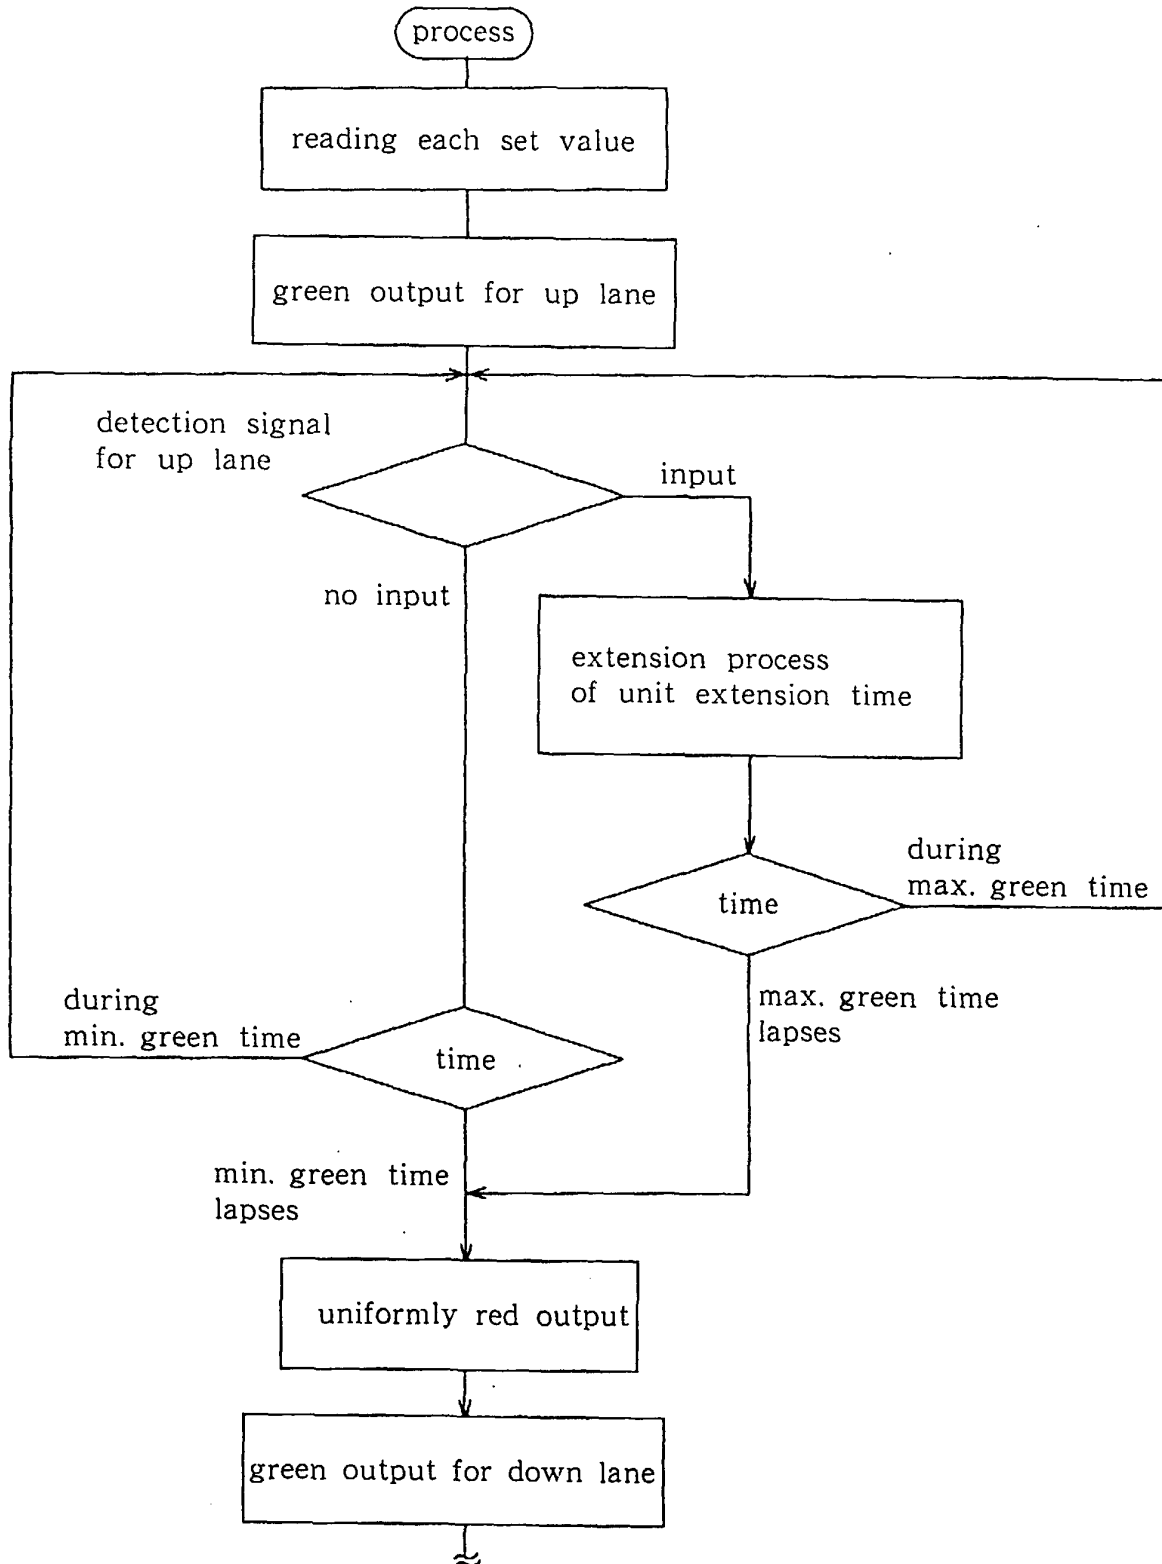 process
reading each set value
green output for up lane
detection signal
for up lane
input
no input
extension process
of unit extension time
during
max. green time
time
max. green time
lapses
during
min. green time
time
min. green time
lapses
uniformly red output
green output for down lane